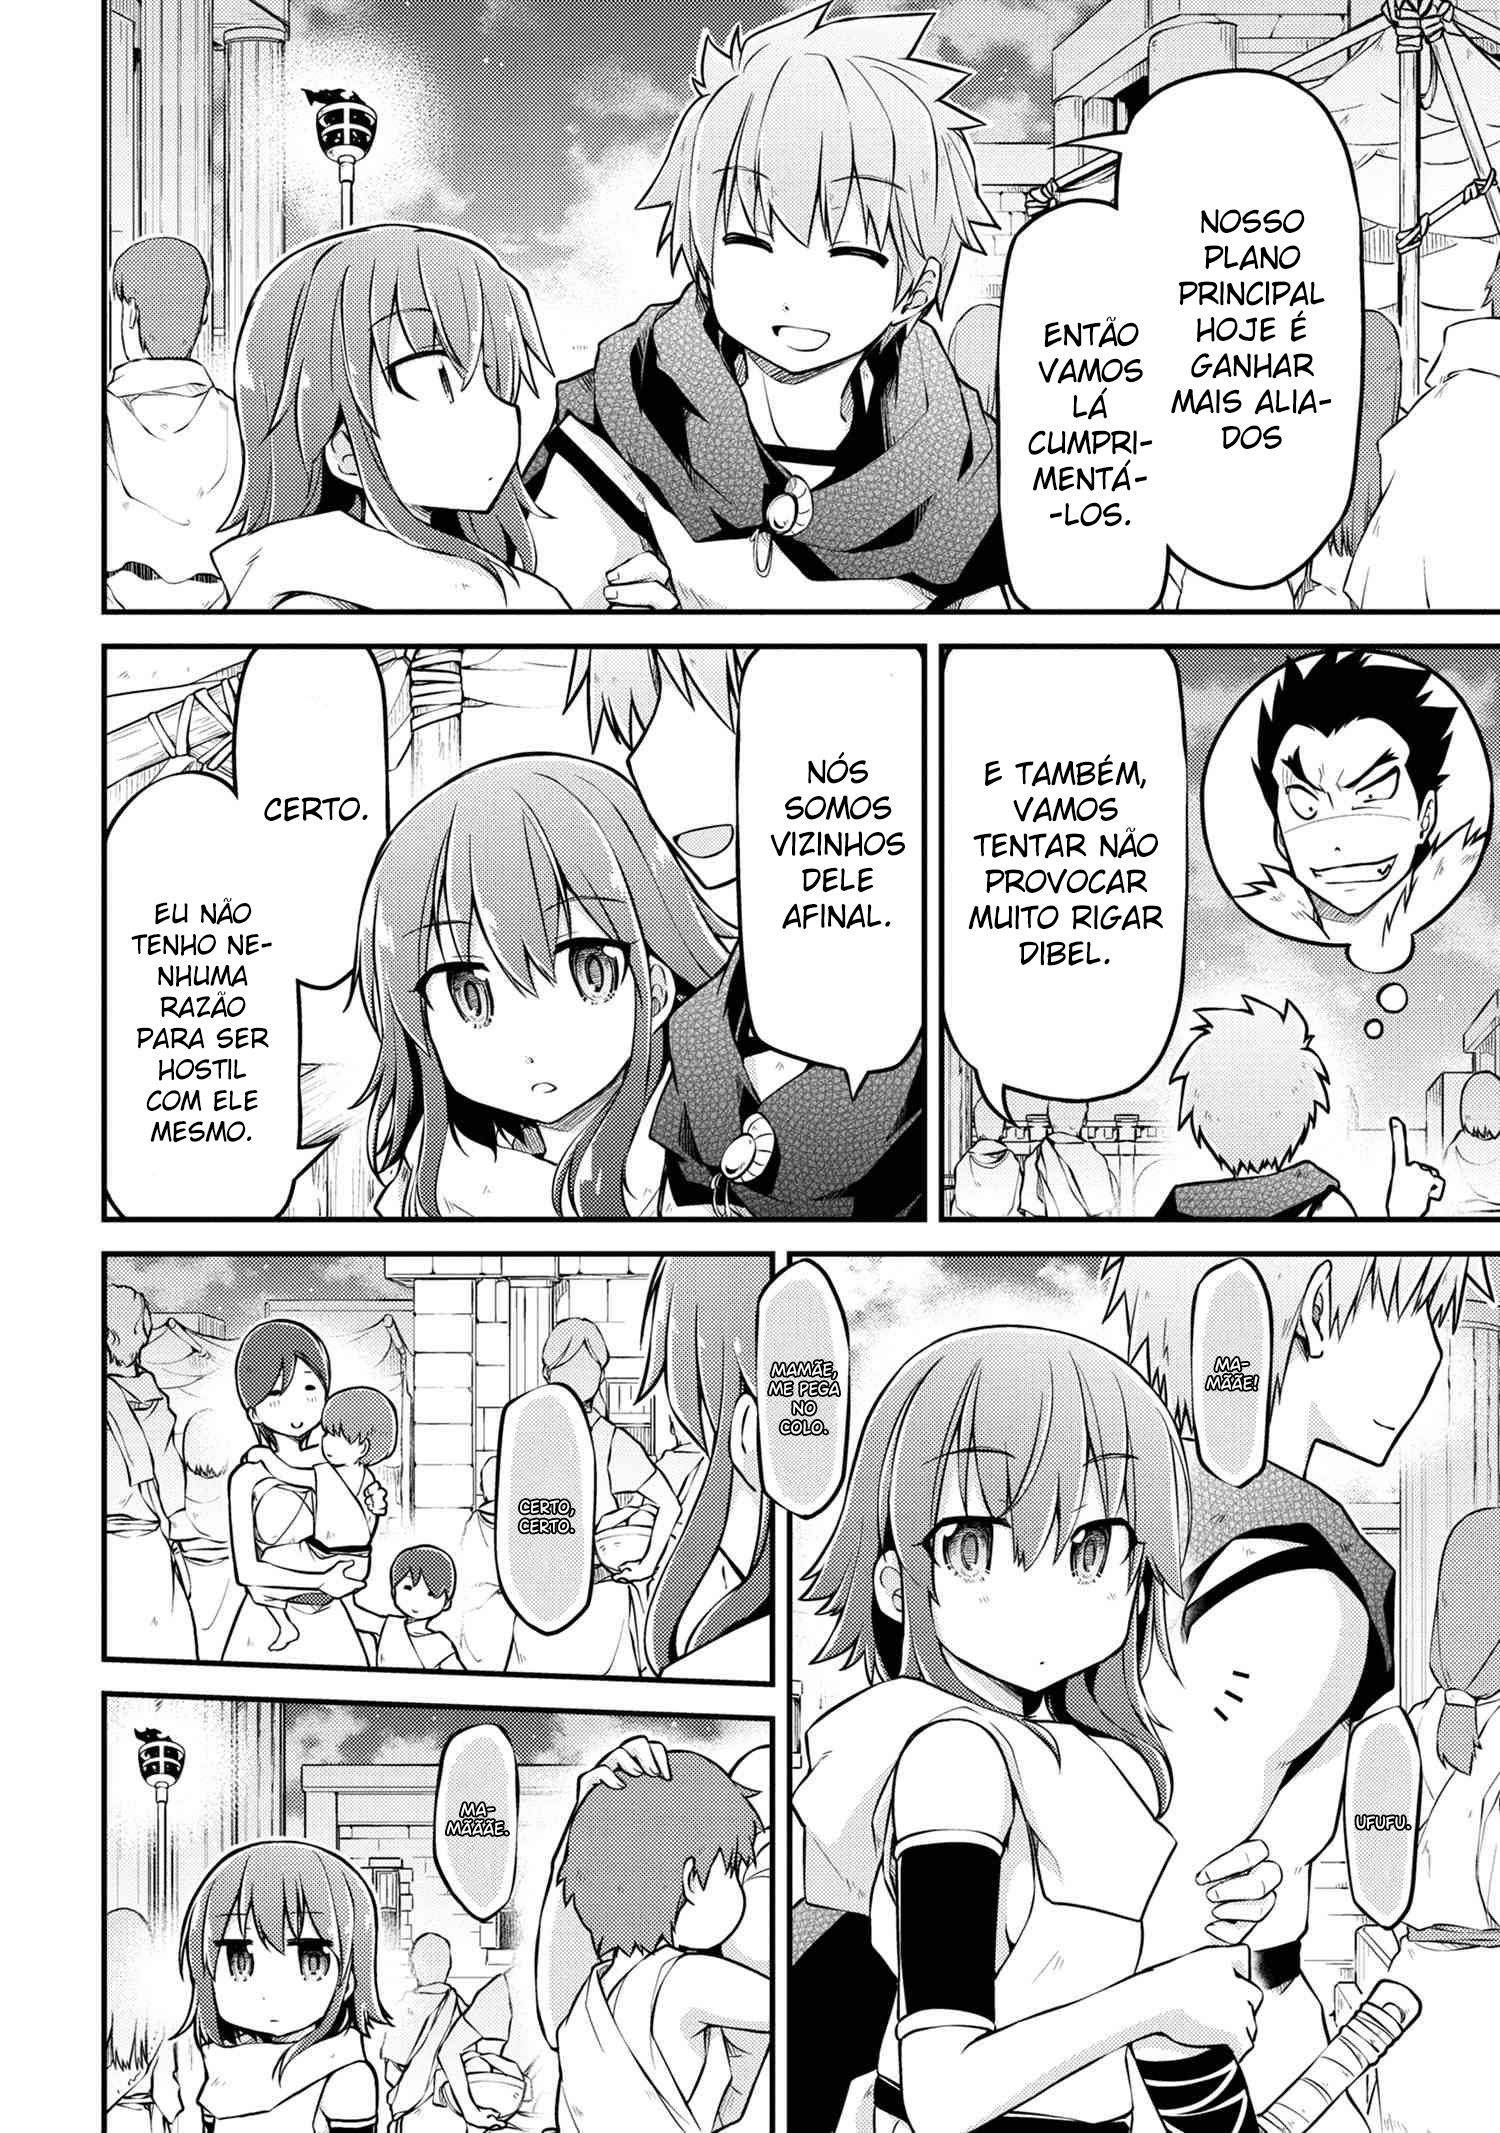 NOSSO
PLANO
PRINCIPAL
HOJE É
GANHAR
MAIS ALIA-
DOS
ENTÃO
VAMOS
LÁ
CUMPRI-
MENTÁ-
-LOS.
E TAMBÉM,
VAMOS
TENTAR NÃO
PROVOCAR
MUITO RIGAR
DIBEL.
NÓS
SOMOS
VIZINHOS
DELE
AFINAL.
CERTO.
EU NÃO
TENHO NE-
NHUMA
RAZÃO
PARA SER
HOSTIL
COM ELE
MESMO.
MA-
MÃÃE!
MAMÃE,
ME PEGA
NO
COLO.
UFUFU.
CERTO,
CERTO.
MA-
MÃÃÃE.